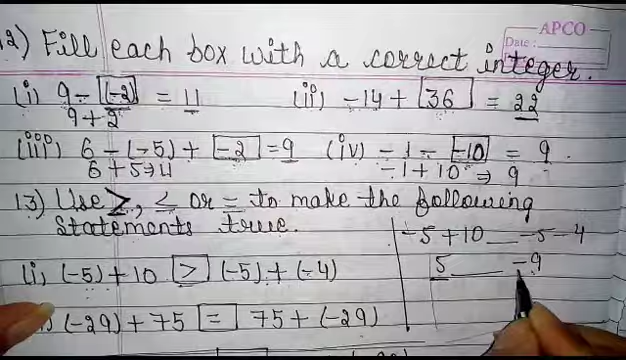 APCO
Date:
12) Fill each box with a correct integer.
(i) 9 - (-2) = 11 (ii) -14 + 36 = 22
9 + 2
(iii) 6 - (-5) + -2 = 9 (iv) -1 - -10 = 9.
6 + 5 ⇒ 11 -1 + 10 ⇒ 9
13) Use >, < or = to make the following
statements true.
-5 + 10 __ -5 - 4
(i) (-5) + 10 > (-5) + (-4)
5 ___ -9
(-29) + 75 = 75 + (-29)